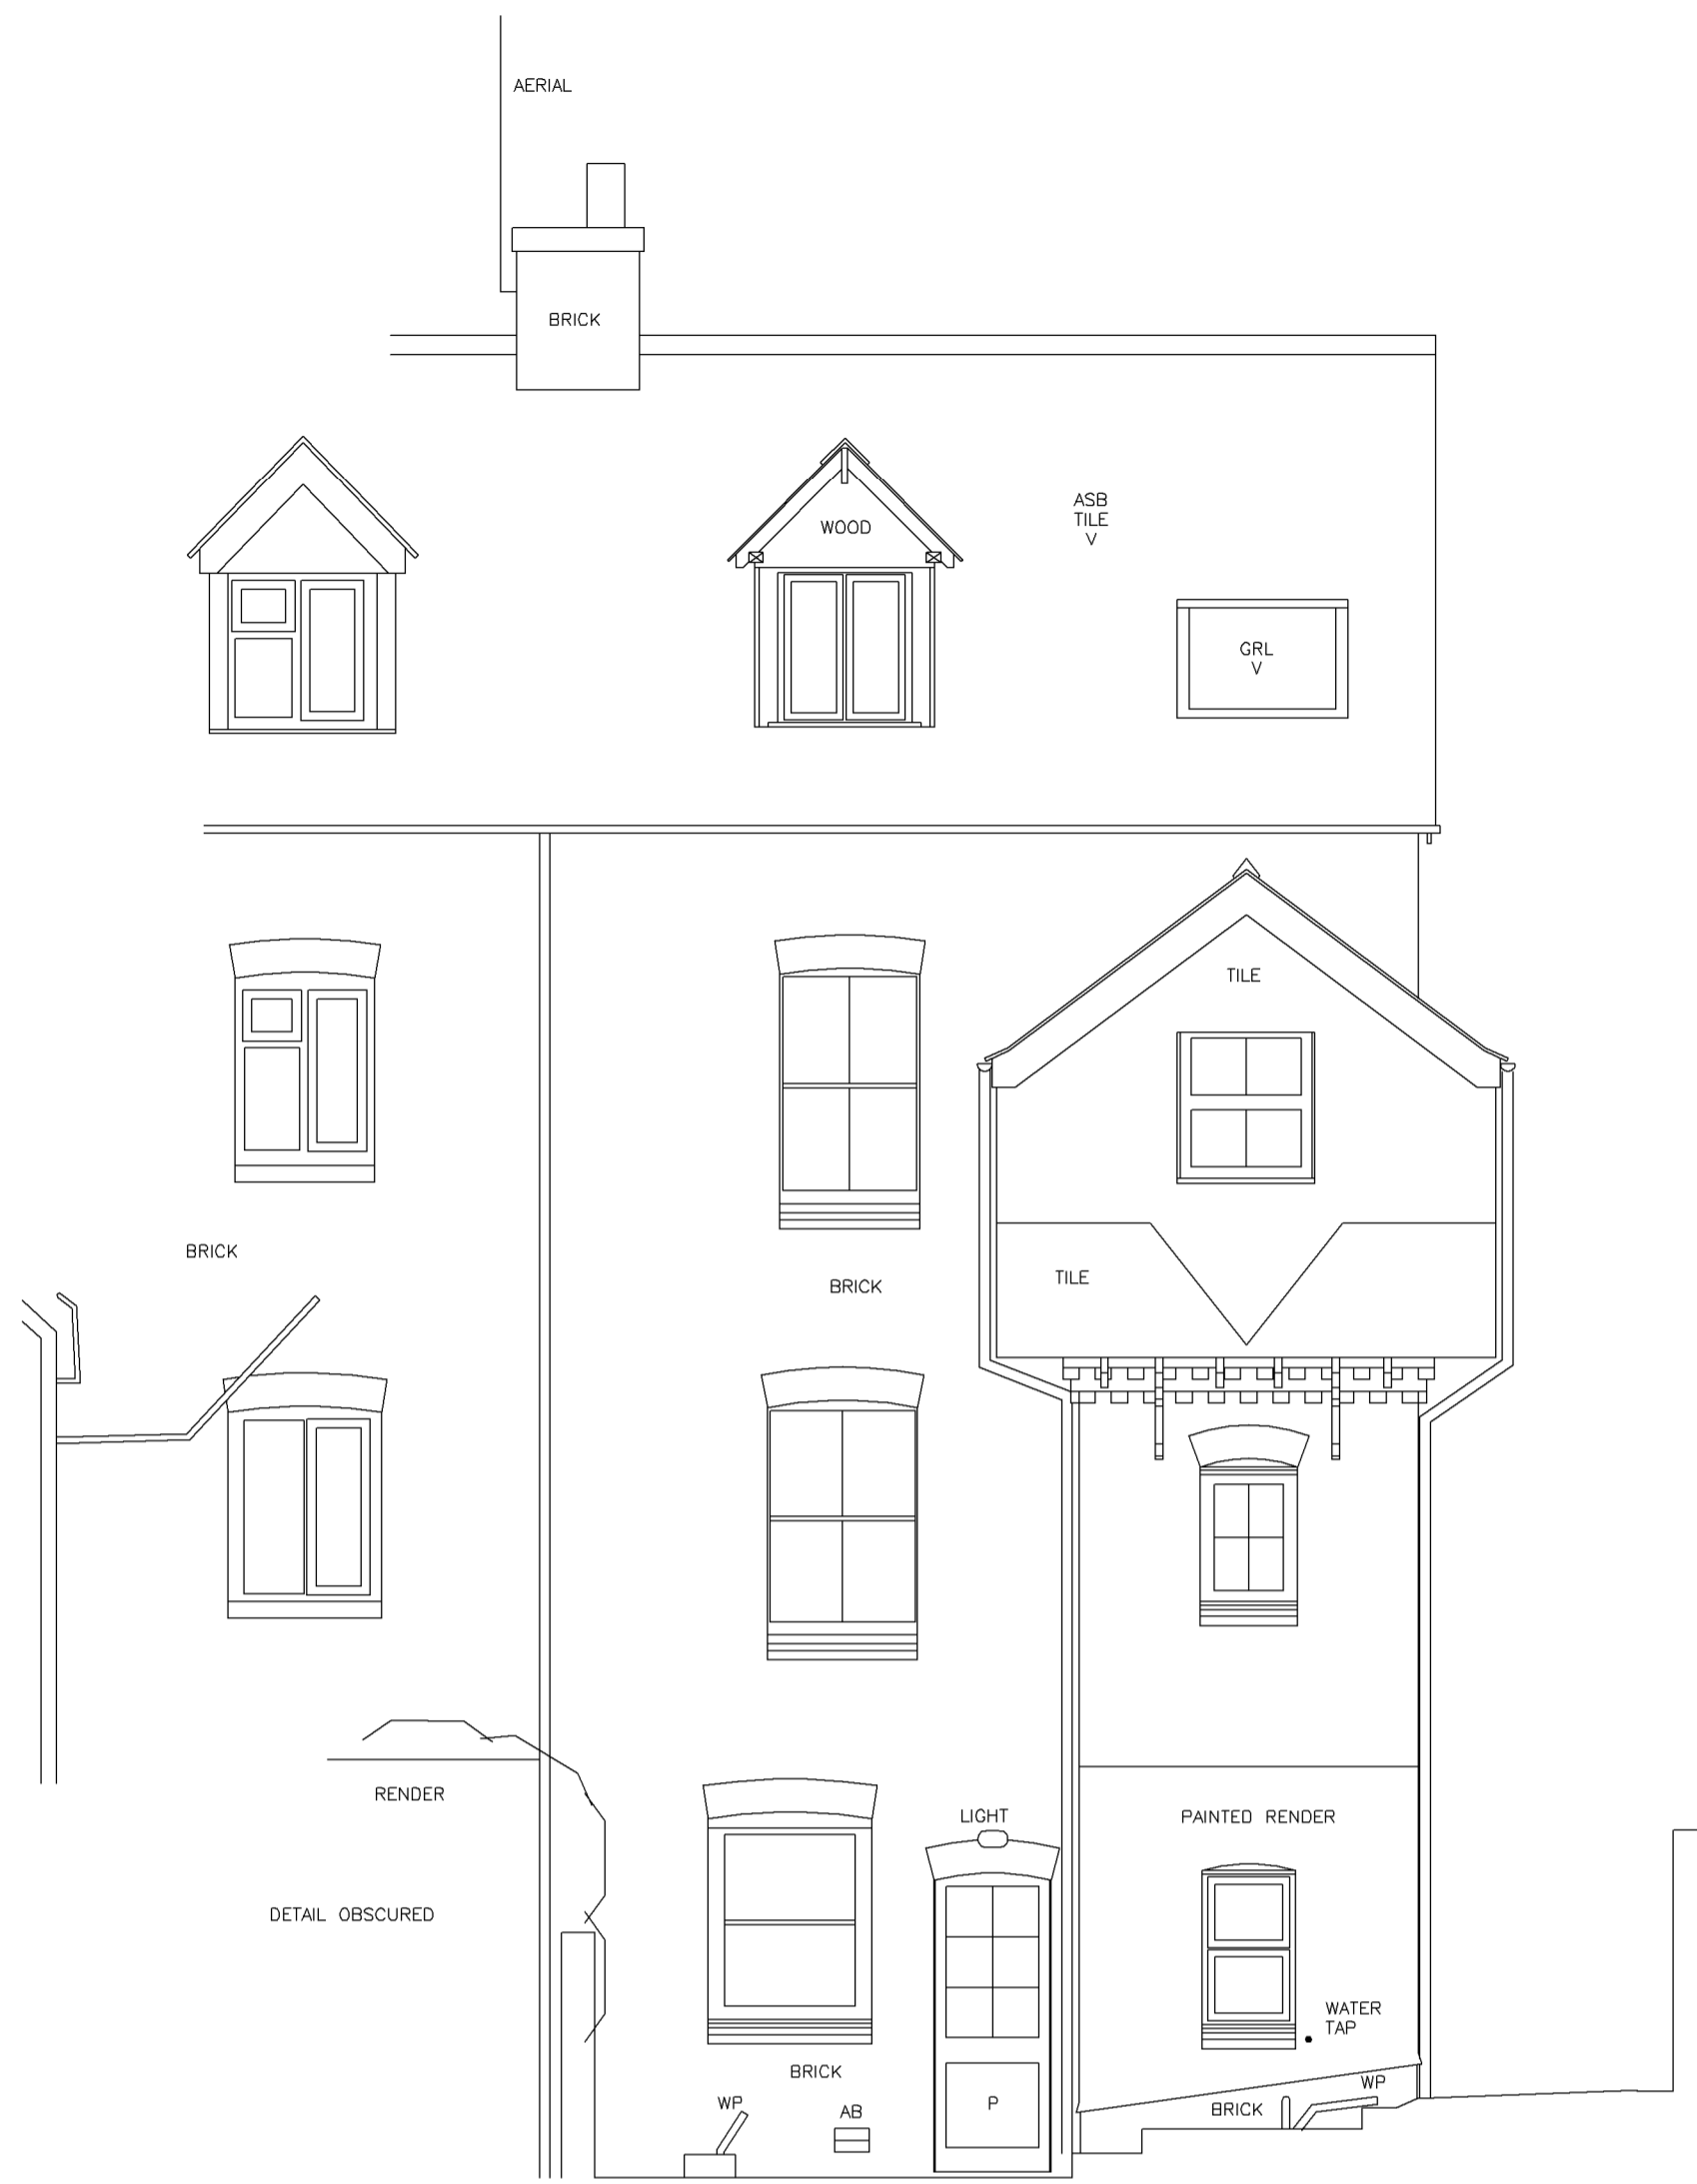 AERIAL
BRICK
ASB
TILE
V
WOOD
GRL
V
TILE
BRICK
TILE
BRICK
RENDER
LIGHT
PAINTED RENDER
DETAIL OBSCURED
WATER
TAP
BRICK
WP
WP
P
BRICK
AB